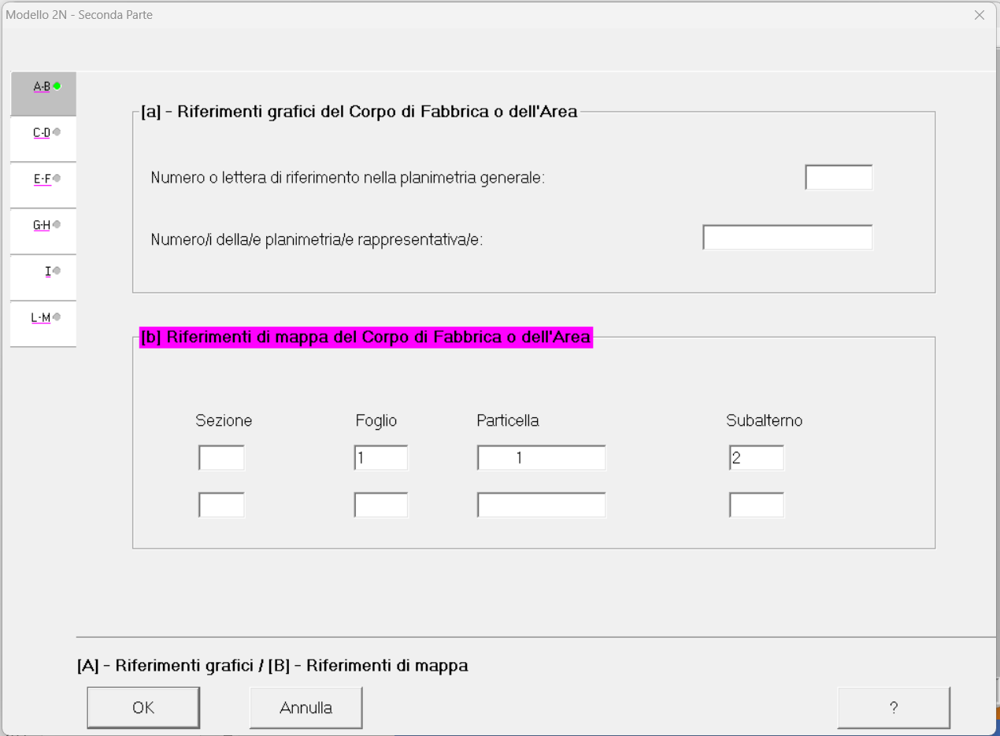 Modello 2N - Seconda Parte
A-B
C-D
E-F
G-H
I
L-M
[a] - Riferimenti grafici del Corpo di Fabbrica o dell'Area
Numero o lettera di riferimento nella planimetria generale:
Numero/i della/e planimetria/e rappresentativa/e:
[b] Riferimenti di mappa del Corpo di Fabbrica o dell'Area
Sezione Foglio Particella Subalterno
1 1 2
[A] - Riferimenti grafici / [B] - Riferimenti di mappa
OK Annulla ?